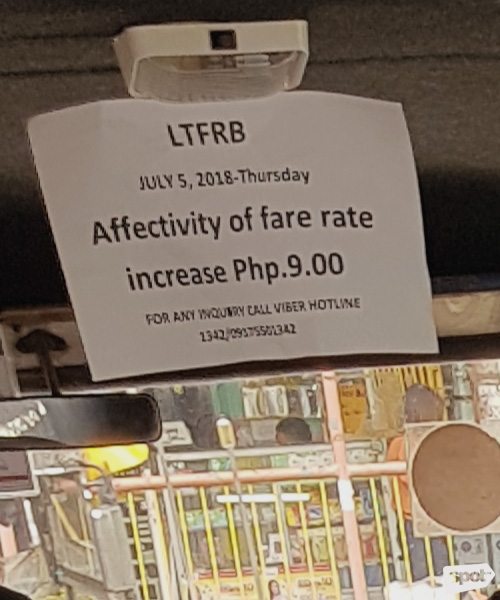 LTFRB
JULY 5, 2018-Thursday
Affectivity of fare rate
increase Php.9.00
FOR ANY INQUIRY CALL VIBER HOTLINE
1342/09175501342
spot